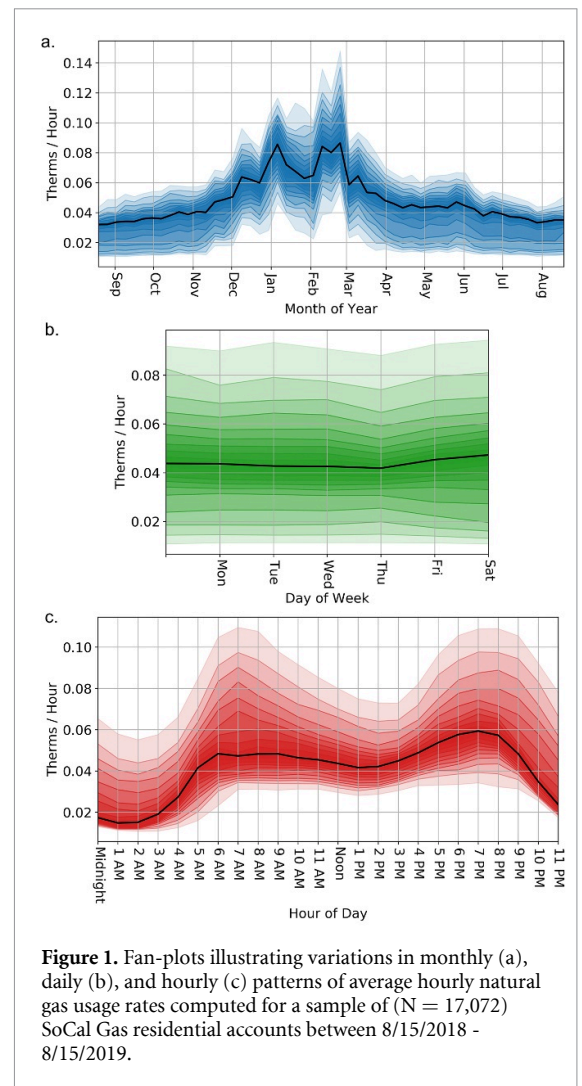 a.
0.14
0.12
0.10
0.08
0.06
0.04
0.02
Therms / Hour
Sep
Oct
Nov
Dec
Jan
Feb
Mar
Apr
May
Jun
Jul
Aug
Month of Year
b.
0.08
0.06
0.04
0.02
Therms / Hour
Mon
Tue
Wed
Thu
Fri
Sat
Day of Week
c.
0.10
0.08
0.06
0.04
0.02
Therms / Hour
Midnight
1 AM
2 AM
3 AM
4 AM
5 AM
6 AM
7 AM
8 AM
9 AM
10 AM
11 AM
Noon
1 PM
2 PM
3 PM
4 PM
5 PM
6 PM
7 PM
8 PM
9 PM
10 PM
11 PM
Hour of Day
Figure 1. Fan-plots illustrating variations in monthly (a),
daily (b), and hourly (c) patterns of average hourly natural
gas usage rates computed for a sample of (N = 17,072)
SoCal Gas residential accounts between 8/15/2018 -
8/15/2019.